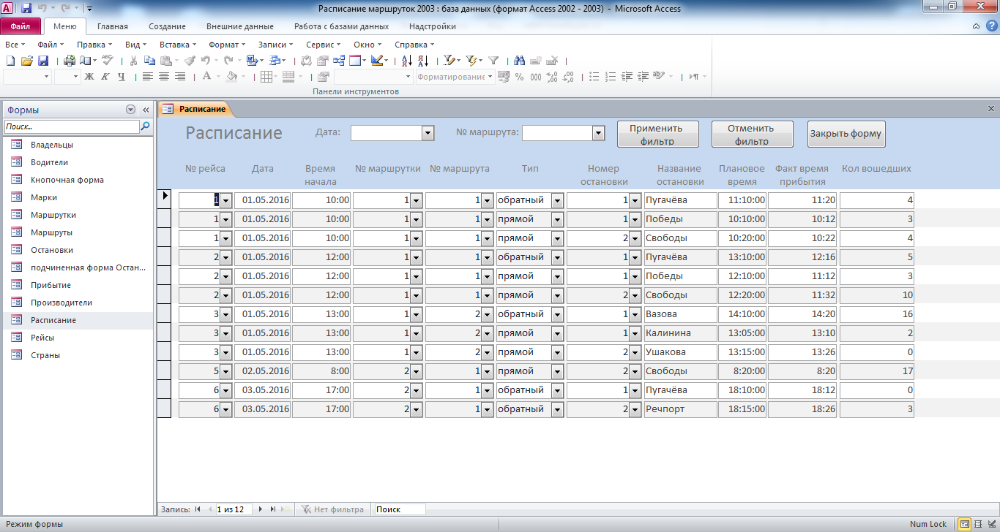 Расписание маршруток 2003 : база данных (формат Access 2002 - 2003) - Microsoft Access
Файл Меню Главная Создание Внешние данные Работа с базами данных Надстройки
Все Файл Правка Вид Вставка Формат Записи Сервис Окно Справка
Ж К Ч А Форматирование % 000
Панели инструментов
Формы
Поиск...
Владельцы
Водители
Кнопочная форма
Марки
Маршрутки
Маршруты
Остановки
подчиненная форма Остан...
Прибытие
Производители
Расписание
Рейсы
Страны
Расписание
Расписание Дата: № маршрута: Применить фильтр Отменить фильтр Закрыть форму
№ рейса Дата Время начала № маршрутки № маршрута Тип Номер остановки Название остановки Плановое время Факт время прибытия Кол вошедших
1 01.05.2016 10:00 1 1 обратный 1 Пугачёва 11:10:00 11:20 4
1 01.05.2016 10:00 1 1 прямой 1 Победы 10:10:00 10:12 3
1 01.05.2016 10:00 1 1 прямой 2 Свободы 10:20:00 10:22 4
2 01.05.2016 12:00 1 1 обратный 1 Пугачёва 13:10:00 12:16 5
2 01.05.2016 12:00 1 1 прямой 1 Победы 12:10:00 11:12 3
2 01.05.2016 12:00 1 1 прямой 2 Свободы 12:20:00 11:32 10
3 01.05.2016 13:00 1 2 обратный 1 Вазова 14:10:00 14:20 16
3 01.05.2016 13:00 1 2 прямой 1 Калинина 13:05:00 13:10 2
3 01.05.2016 13:00 1 2 прямой 2 Ушакова 13:15:00 13:26 0
5 02.05.2016 8:00 2 1 прямой 2 Свободы 8:20:00 8:20 17
6 03.05.2016 17:00 2 1 обратный 1 Пугачёва 18:10:00 18:12 0
6 03.05.2016 17:00 2 1 обратный 2 Речпорт 18:15:00 18:26 3
Запись: 1 из 12 Нет фильтра Поиск
Режим формы Num Lock